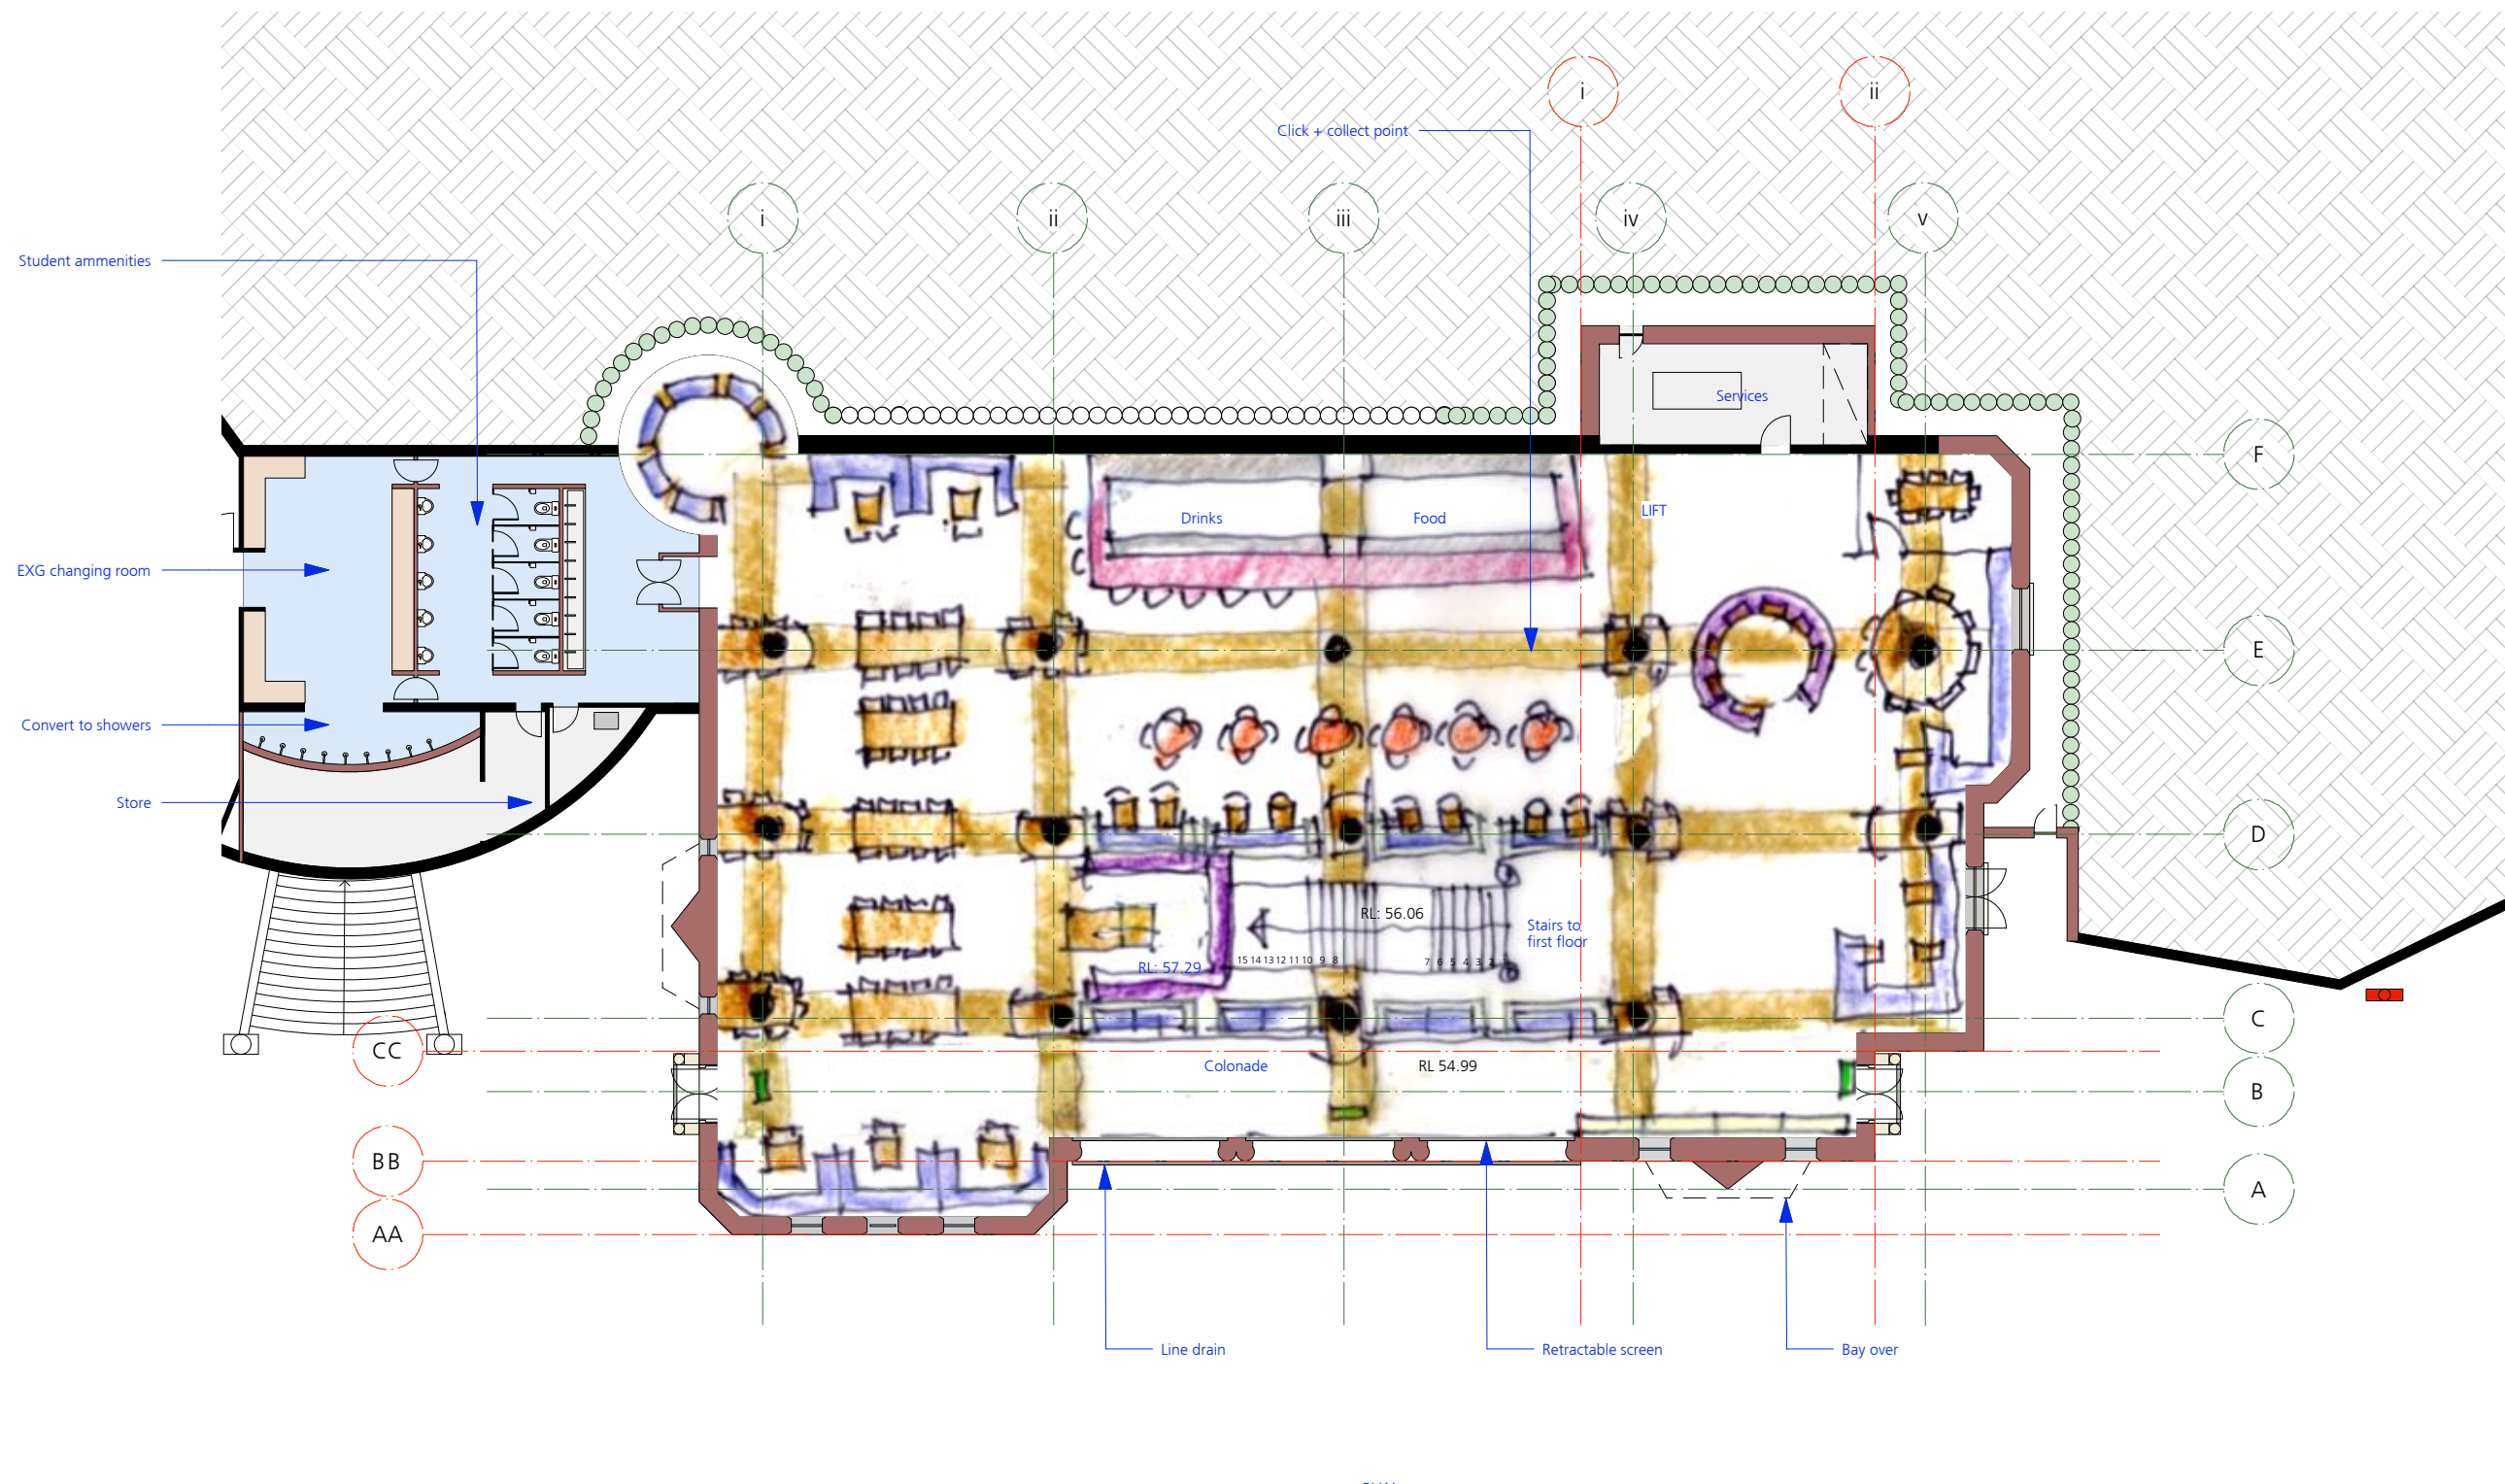 i
ii
Click + collect point
i
ii
iii
iv
v
Student ammenities
Services
F
Drinks
Food
LIFT
EXG changing room
E
Convert to showers
Store
D
RL: 56.06
Stairs to
first floor
RL: 57.29
15 14 13 12 11 10 9 8
7 6 5 4 3 2
C
CC
Colonade
RL 54.99
B
BB
A
AA
Line drain
Retractable screen
Bay over